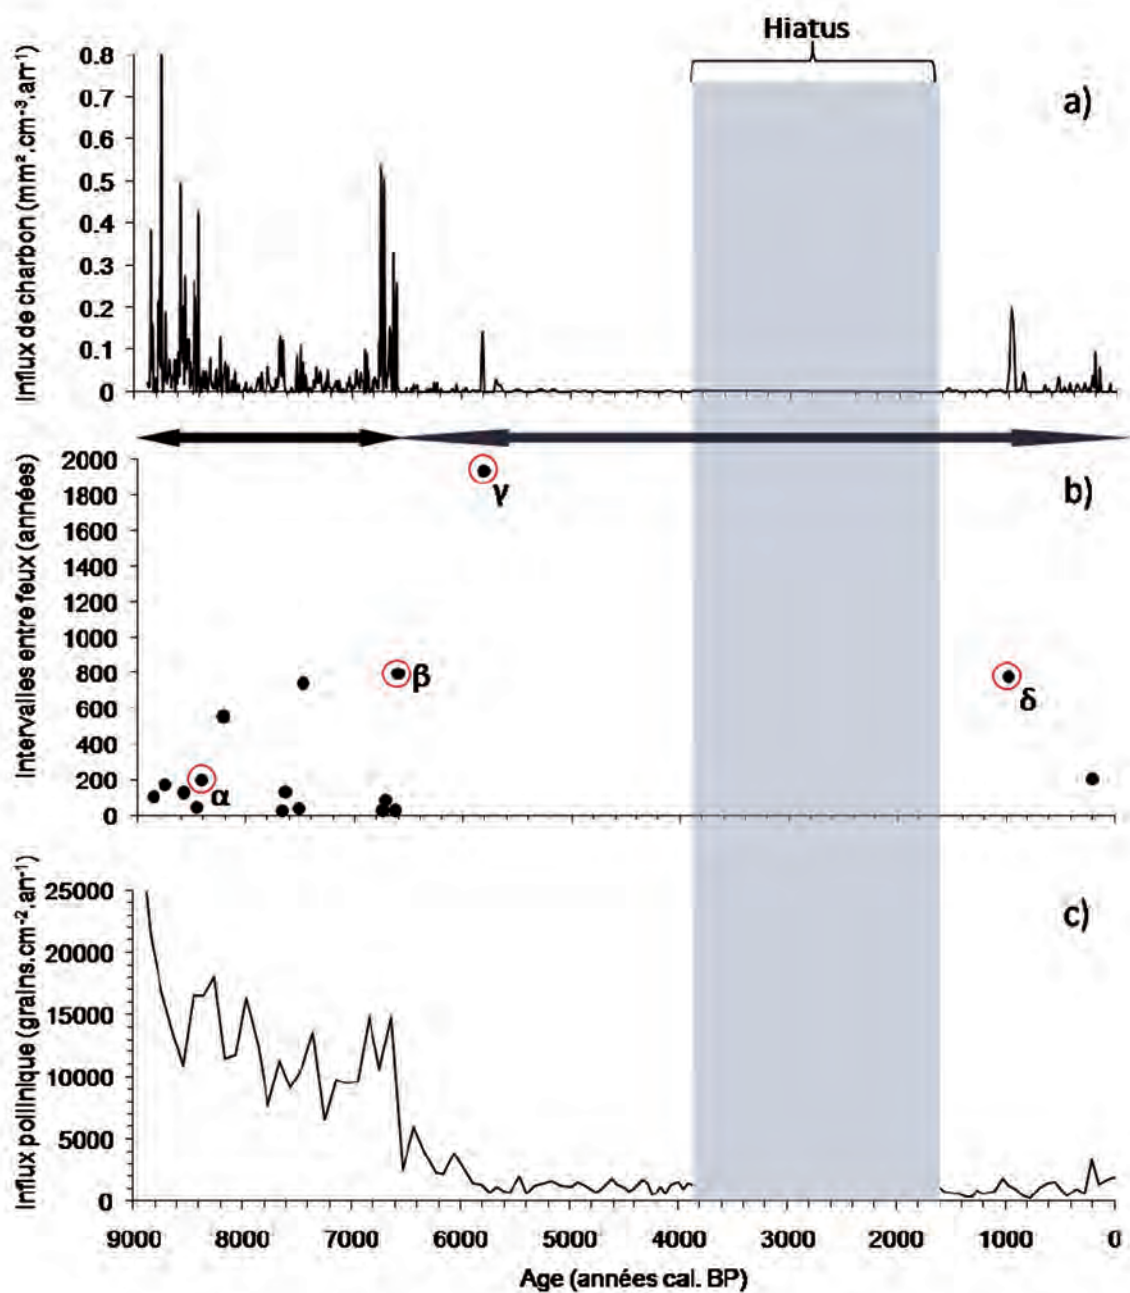 Hiatus
a)
Influx de charbon (mm².cm⁻³.an⁻¹)
0.8
0.7
0.6
0.5
0.4
0.3
0.2
0.1
0
b)
Intervalles entre feux (années)
2000
1800
1600
1400
1200
1000
800
600
400
200
0
γ
β
α
δ
c)
Influx pollinique (grains.cm⁻².an⁻¹)
25000
20000
15000
10000
5000
0
9000 8000 7000 6000 5000 4000 3000 2000 1000 0
Age (années cal. BP)